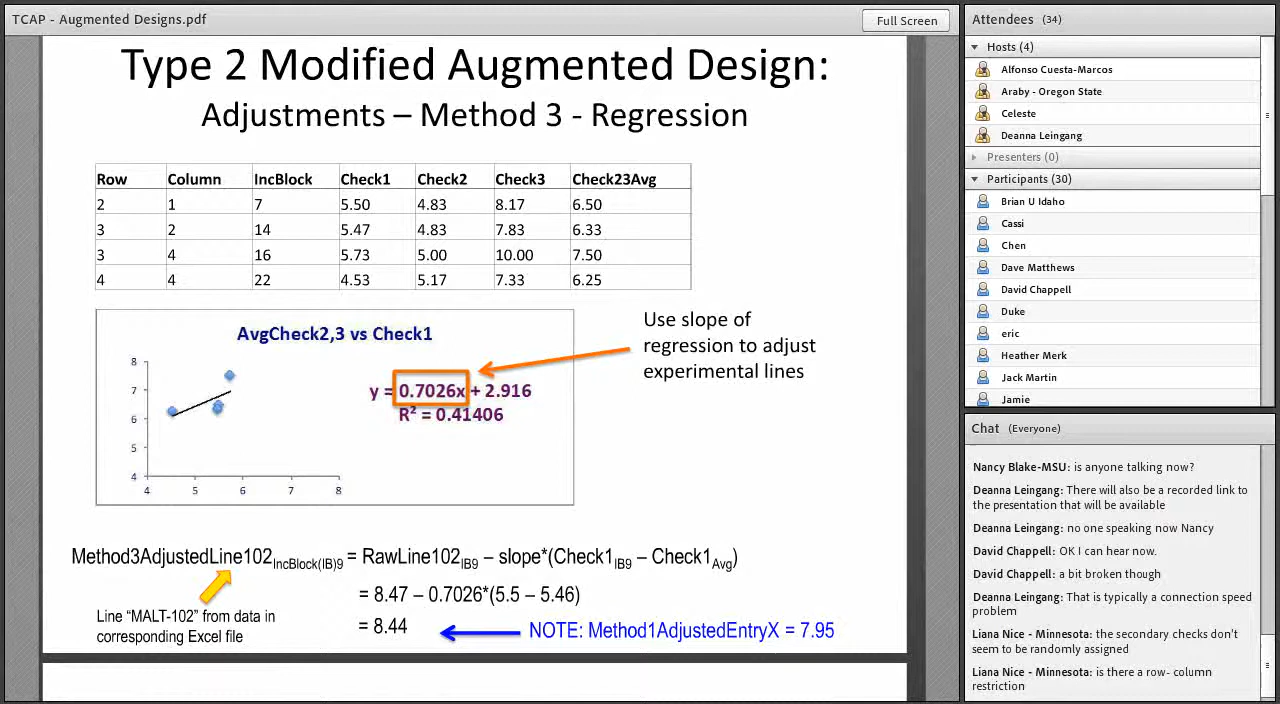 TCAP - Augmented Designs.pdf
Full Screen
Type 2 Modified Augmented Design:
Adjustments – Method 3 - Regression
Row Column IncBlock Check1 Check2 Check3 Check23Avg
2 1 7 5.50 4.83 8.17 6.50
3 2 14 5.47 4.83 7.83 6.33
3 4 16 5.73 5.00 10.00 7.50
4 4 22 4.53 5.17 7.33 6.25
AvgCheck2,3 vs Check1
8
7
6
5
4
4 5 6 7 8
y = 0.7026x + 2.916
R² = 0.41406
Use slope of
regression to adjust
experimental lines
Method3AdjustedLine102IncBlock(IB)9 = RawLine102IB9 – slope*(Check1IB9 – Check1Avg)
= 8.47 – 0.7026*(5.5 – 5.46)
= 8.44
Line “MALT-102” from data in
corresponding Excel file
NOTE: Method1AdjustedEntryX = 7.95
Attendees (34)
Hosts (4)
Alfonso Cuesta-Marcos
Araby - Oregon State
Celeste
Deanna Leingang
Presenters (0)
Participants (30)
Brian U Idaho
Cassi
Chen
Dave Matthews
David Chappell
Duke
eric
Heather Merk
Jack Martin
Jamie
Chat (Everyone)
Nancy Blake-MSU: is anyone talking now?
Deanna Leingang: There will also be a recorded link to
the presentation that will be available
Deanna Leingang: no one speaking now Nancy
David Chappell: OK I can hear now.
David Chappell: a bit broken though
Deanna Leingang: That is typically a connection speed
problem
Liana Nice - Minnesota: the secondary checks don't
seem to be randomly assigned
Liana Nice - Minnesota: is there a row- column
restriction